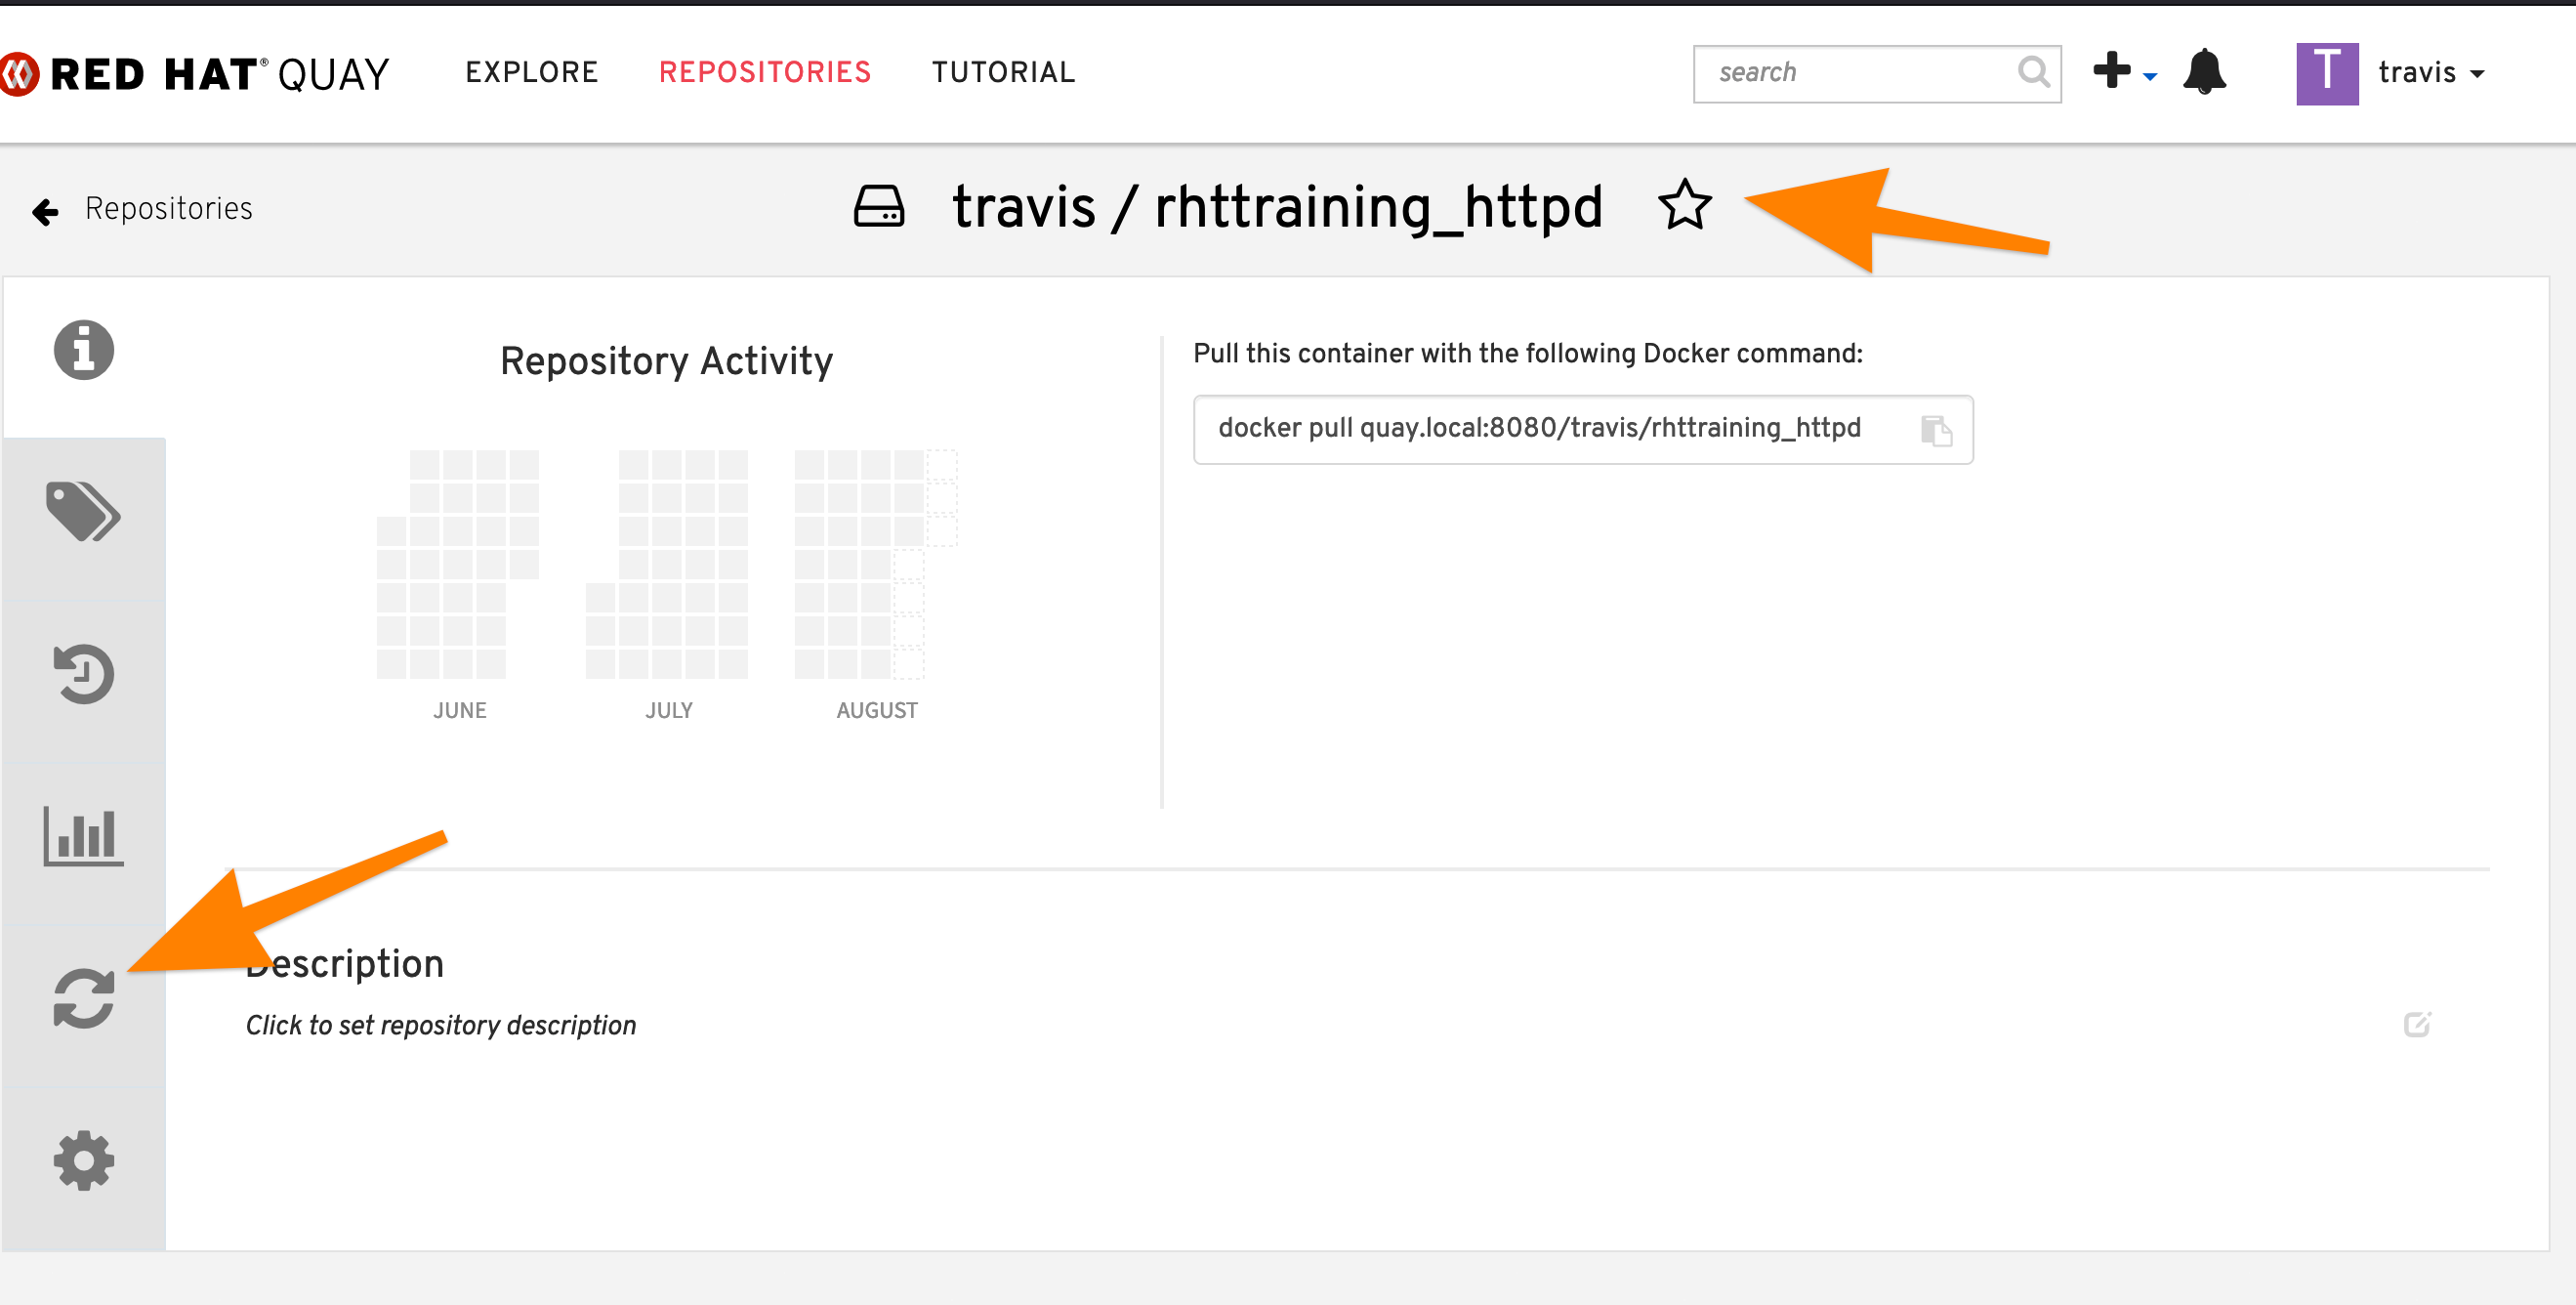 RED HAT® QUAY EXPLORE REPOSITORIES TUTORIAL search T travis
Repositories travis / rhttraining_httpd
Repository Activity
JUNE JULY AUGUST
Pull this container with the following Docker command:
docker pull quay.local:8080/travis/rhttraining_httpd
Description
Click to set repository description